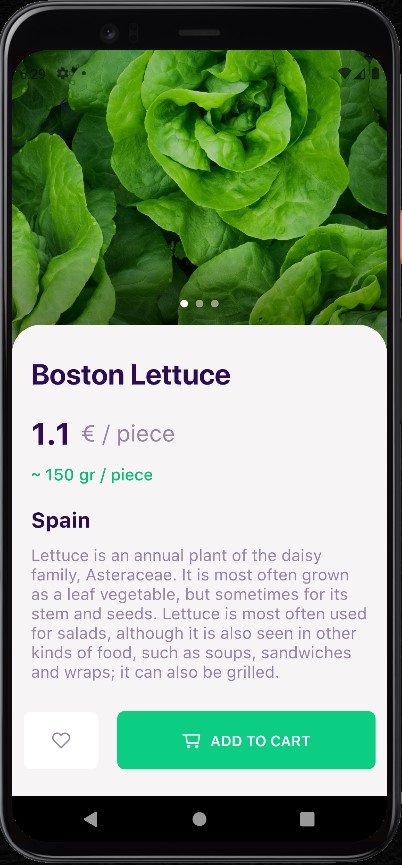 6:29
Boston Lettuce
1.1 € / piece
~ 150 gr / piece
Spain
Lettuce is an annual plant of the daisy
family, Asteraceae. It is most often grown
as a leaf vegetable, but sometimes for its
stem and seeds. Lettuce is most often used
for salads, although it is also seen in other
kinds of food, such as soups, sandwiches
and wraps; it can also be grilled.
ADD TO CART